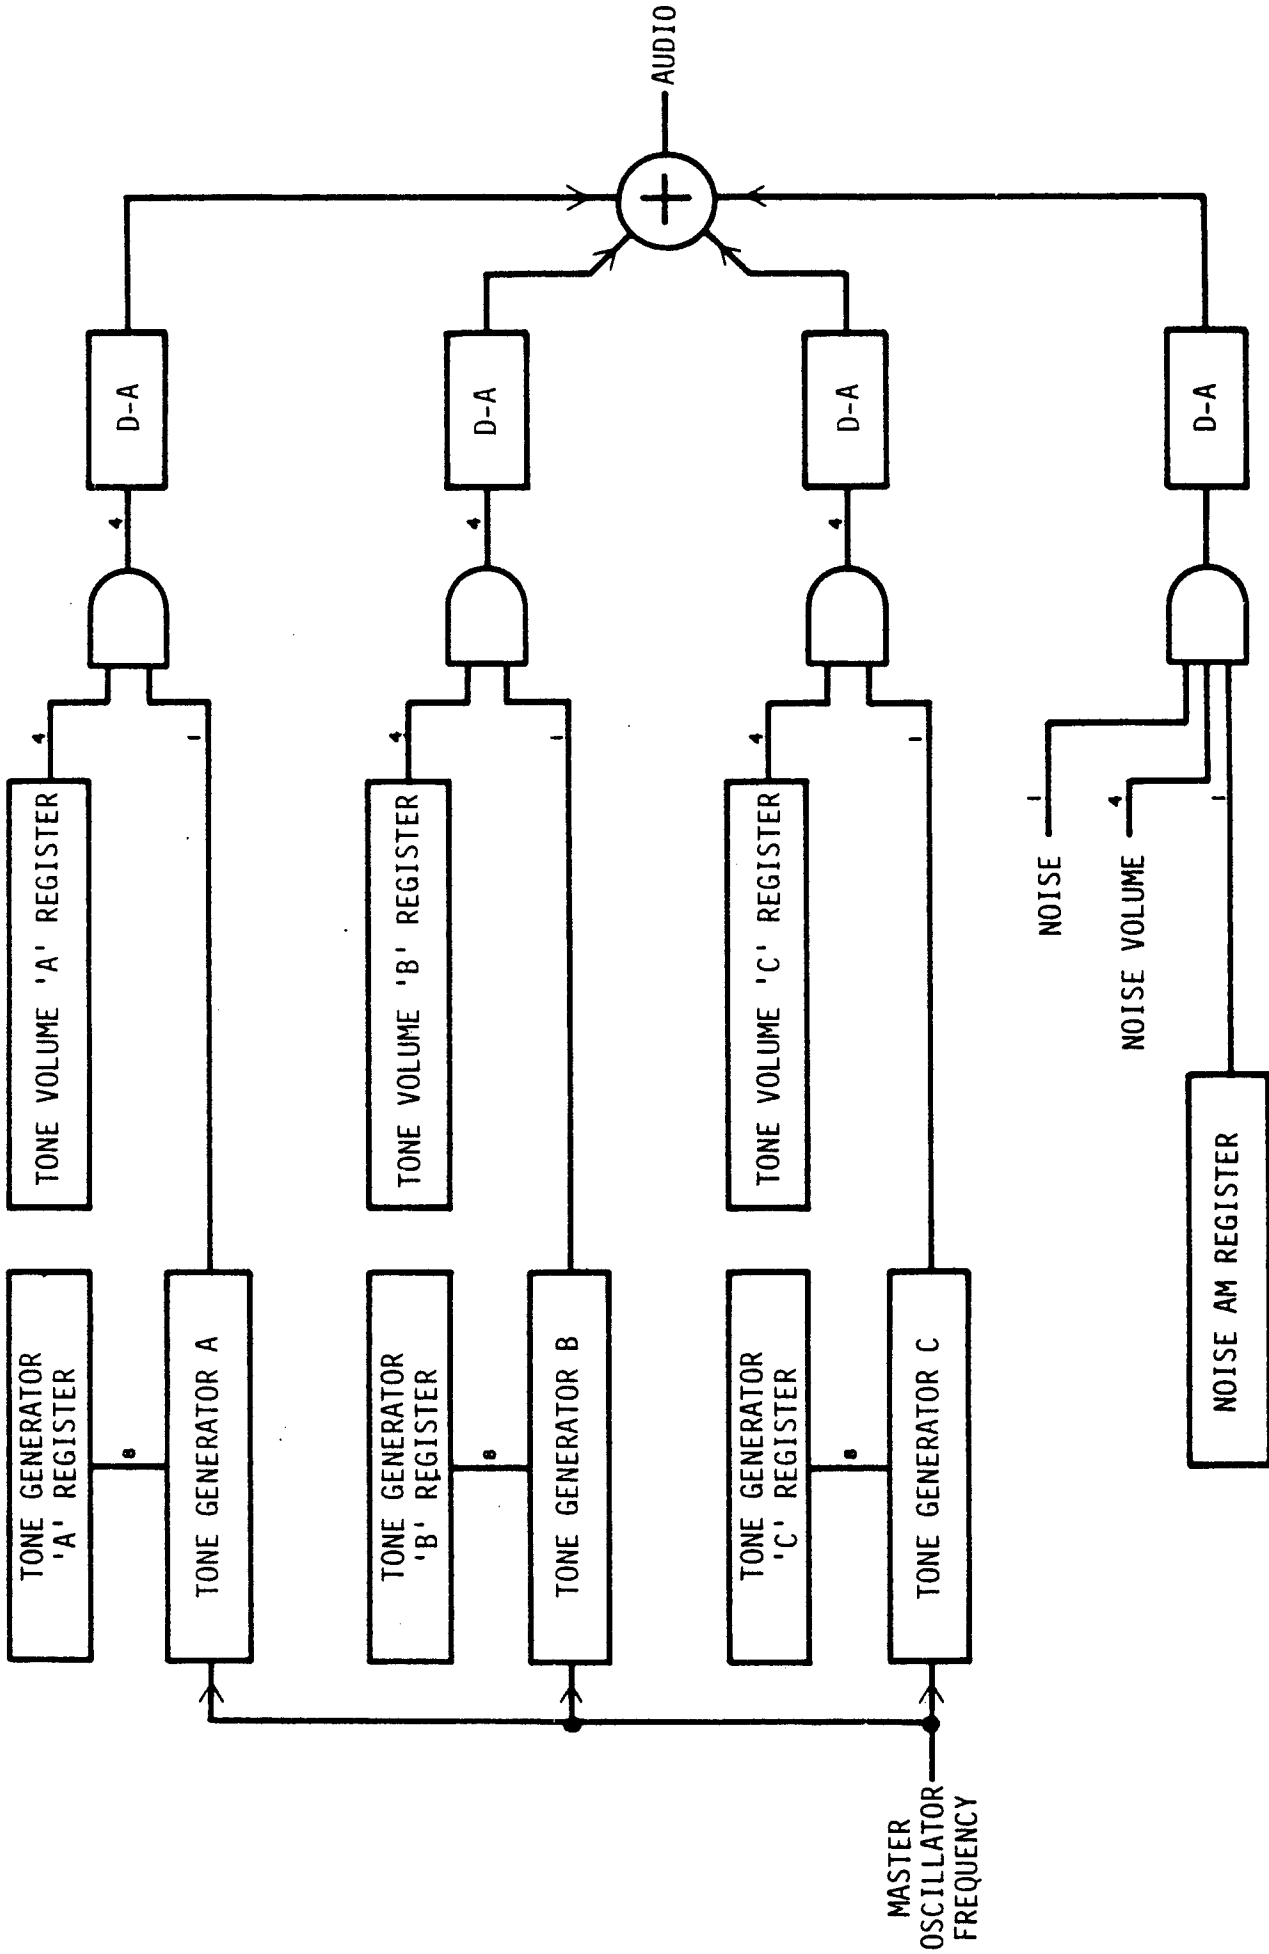 TONE GENERATOR
'A' REGISTER
8
TONE GENERATOR A
TONE VOLUME 'A' REGISTER
4
1
4
D-A
TONE GENERATOR
'B' REGISTER
8
TONE GENERATOR B
TONE VOLUME 'B' REGISTER
4
1
4
D-A
TONE GENERATOR
'C' REGISTER
8
TONE GENERATOR C
TONE VOLUME 'C' REGISTER
4
1
4
D-A
MASTER
OSCILLATOR
FREQUENCY
NOISE
1
NOISE VOLUME
4
NOISE AM REGISTER
1
D-A
+
AUDIO